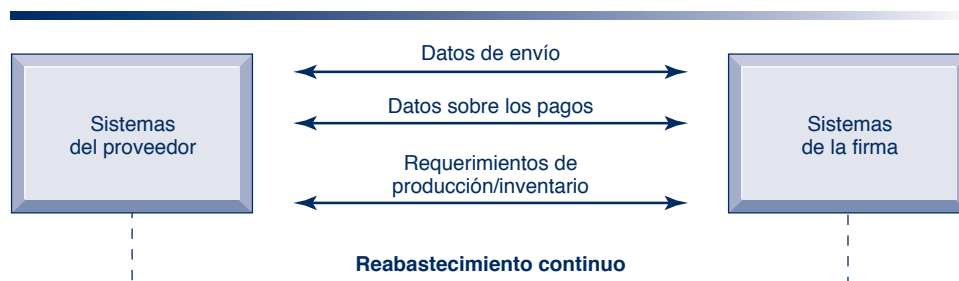 Datos de envío
Datos sobre los pagos
Sistemas
del proveedor
Sistemas
de la firma
Requerimientos de
producción/inventario
Reabastecimiento continuo